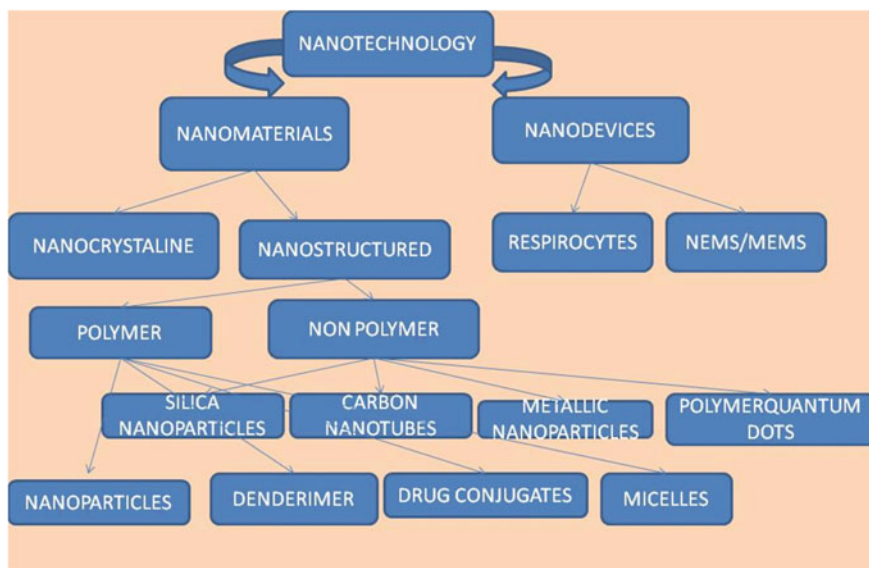 NANOTECHNOLOGY
NANOMATERIALS
NANODEVICES
NANOCRYSTALINE
NANOSTRUCTURED
RESPIROCYTES
NEMS/MEMS
POLYMER
NON POLYMER
SILICA
NANOPARTICLES
CARBON
NANOTUBES
METALLIC
NANOPARTICLES
POLYMERQUANTUM
DOTS
NANOPARTICLES
DENDERIMER
DRUG CONJUGATES
MICELLES